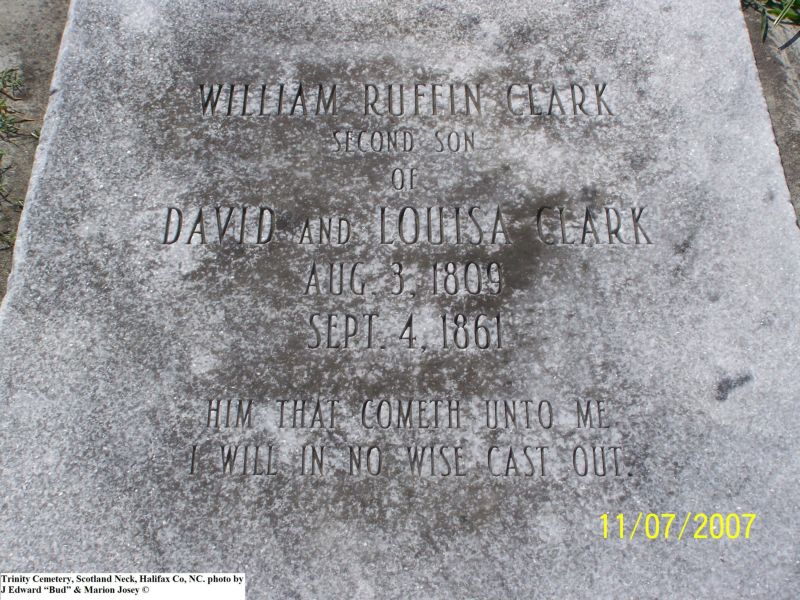 WILLIAM RUFFIN CLARK
SECOND SON
OF
DAVID AND LOUISA CLARK
AUG. 3, 1809
SEPT. 4, 1861
HIM THAT COMETH UNTO ME
I WILL IN NO WISE CAST OUT.
11/07/2007
Trinity Cemetery, Scotland Neck, Halifax Co, NC. photo by
J Edward “Bud” & Marion Josey ©